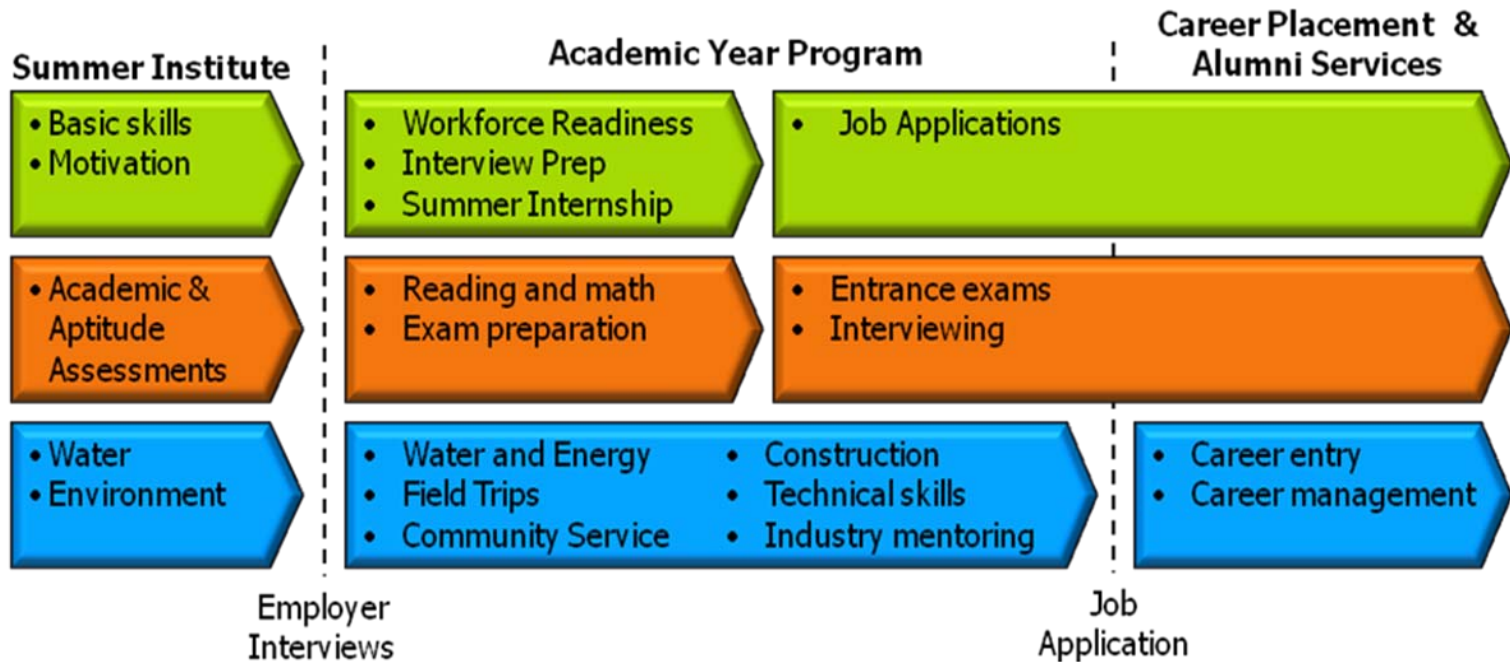 Summer Institute
Academic Year Program
Career Placement &
Alumni Services
• Basic skills
• Motivation
• Workforce Readiness
• Interview Prep
• Summer Internship
• Job Applications
• Academic &
Aptitude
Assessments
• Reading and math
• Exam preparation
• Entrance exams
• Interviewing
• Water
• Environment
• Water and Energy
• Field Trips
• Community Service
• Construction
• Technical skills
• Industry mentoring
• Career entry
• Career management
Employer
Interviews
Job
Application